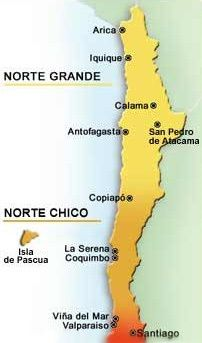 Arica
Iquique
NORTE GRANDE
Calama
Antofagasta
San Pedro
de Atacama
Copiapó
NORTE CHICO
Isla
de Pascua
La Serena
Coquimbo
Viña del Mar
Valparaiso
Santiago